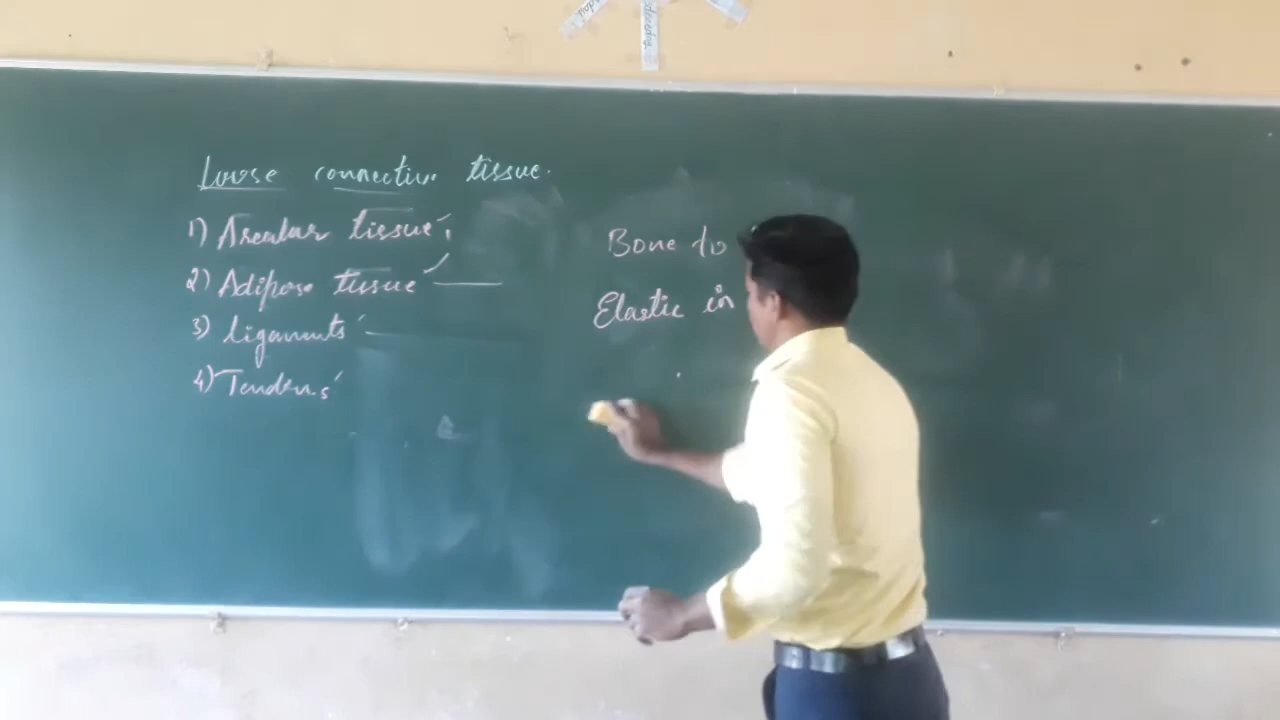 Loose connective tissue.
1) Areolar tissue
2) Adipose tissue
3) Ligaments
4) Tendons
Bone to
Elastic in